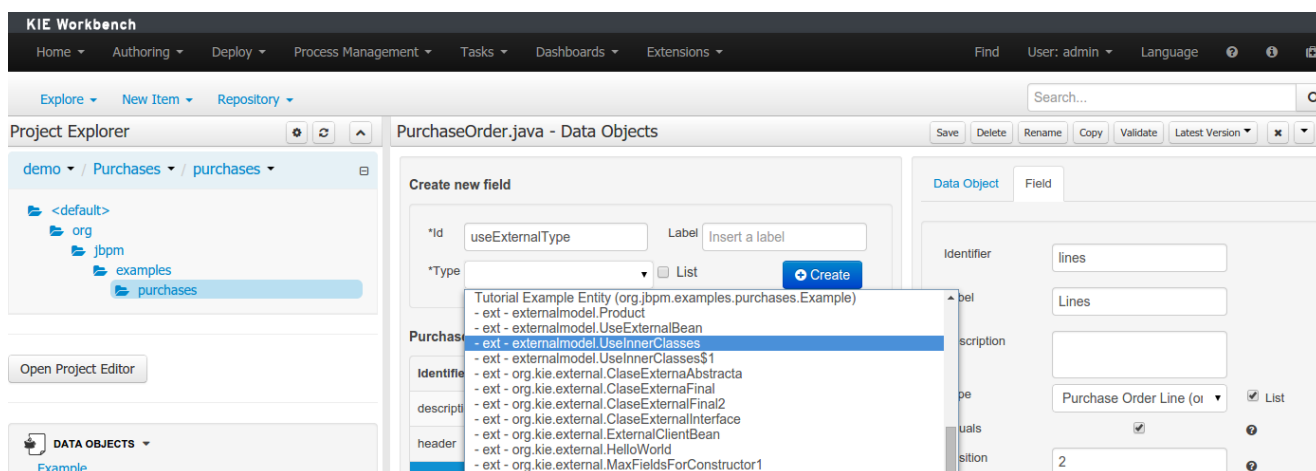 KIE Workbench
Home Authoring Deploy Process Management Tasks Dashboards Extensions Find User: admin Language
Explore New Item Repository Search...
Project Explorer
PurchaseOrder.java - Data Objects
Save Delete Rename Copy Validate Latest Version
demo / Purchases / purchases
<default>
org
jbpm
examples
purchases
Open Project Editor
DATA OBJECTS
Example
Create new field
*Id useExternalType Label Insert a label
*Type List Create
Tutorial Example Entity (org.jbpm.examples.purchases.Example)
- ext - externalmodel.Product
- ext - externalmodel.UseExternalBean
- ext - externalmodel.UseInnerClasses
- ext - externalmodel.UseInnerClasses$1
- ext - org.kie.external.ClaseExternaAbstracta
- ext - org.kie.external.ClaseExternaFinal
- ext - org.kie.external.ClaseExternalFinal2
- ext - org.kie.external.ClaseExternalInterface
- ext - org.kie.external.ExternalClientBean
- ext - org.kie.external.HelloWorld
- ext - org.kie.external.MaxFieldsForConstructor1
Purchas
Identifie
descripti
header
Data Object Field
Identifier lines
bel Lines
scription
pe Purchase Order Line (or List
uals
sition 2